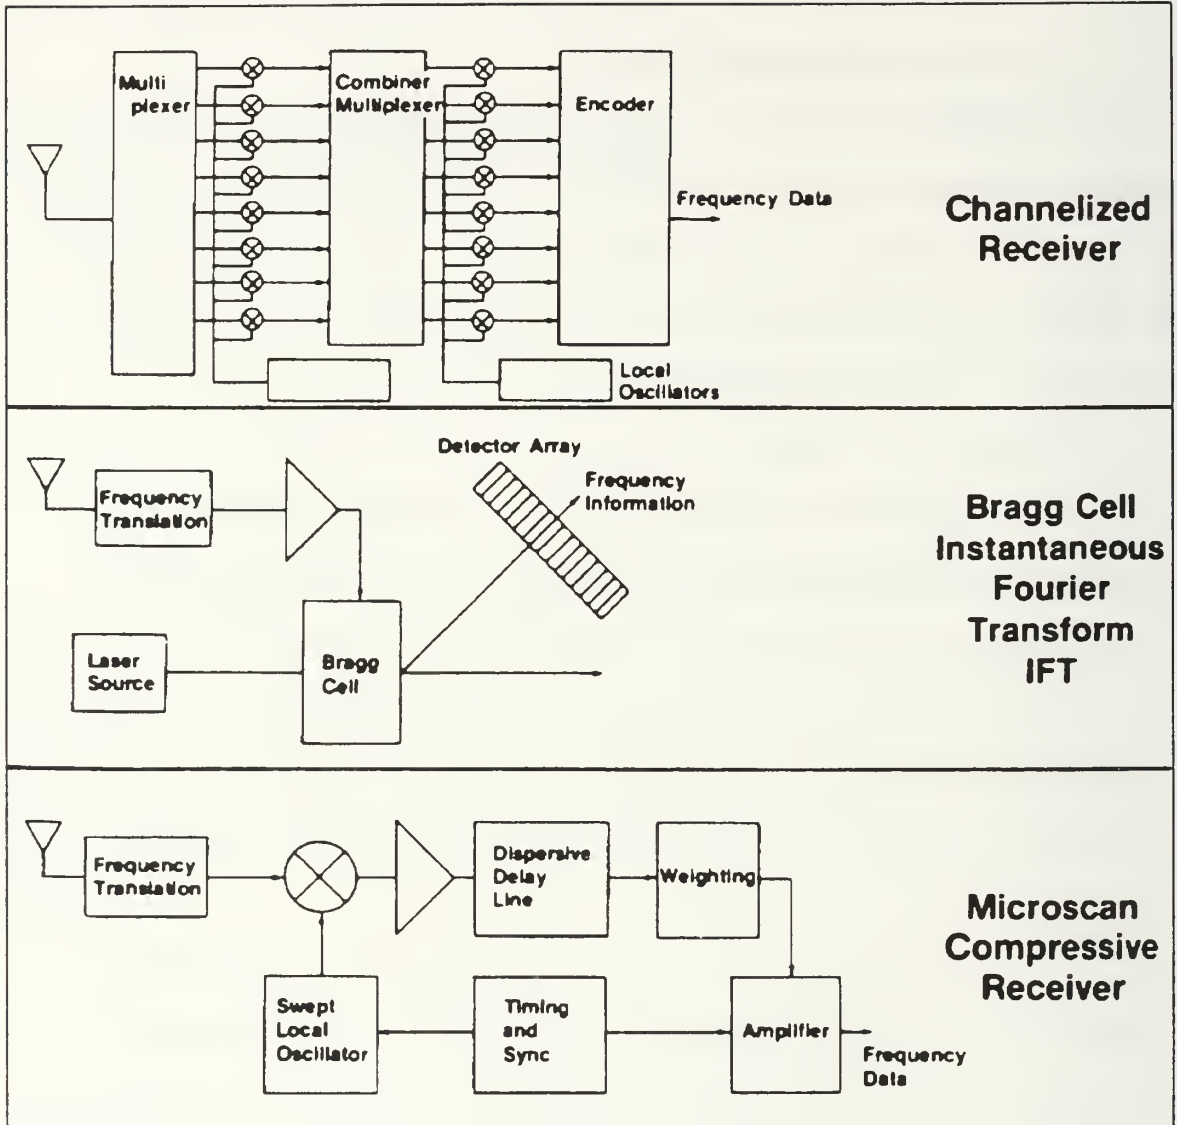 Multi
plexer
Combiner
Multiplexer
Encoder
Frequency Data
Local
Oscillators
Channelized
Receiver
Detector Array
Frequency
Information
Frequency
Translation
Laser
Source
Bragg
Cell
Bragg Cell
Instantaneous
Fourier
Transform
IFT
Frequency
Translation
Dispersive
Delay
Line
Weighting
Swept
Local
Oscillator
Timing
and
Sync
Amplifier
Frequency
Data
Microscan
Compressive
Receiver